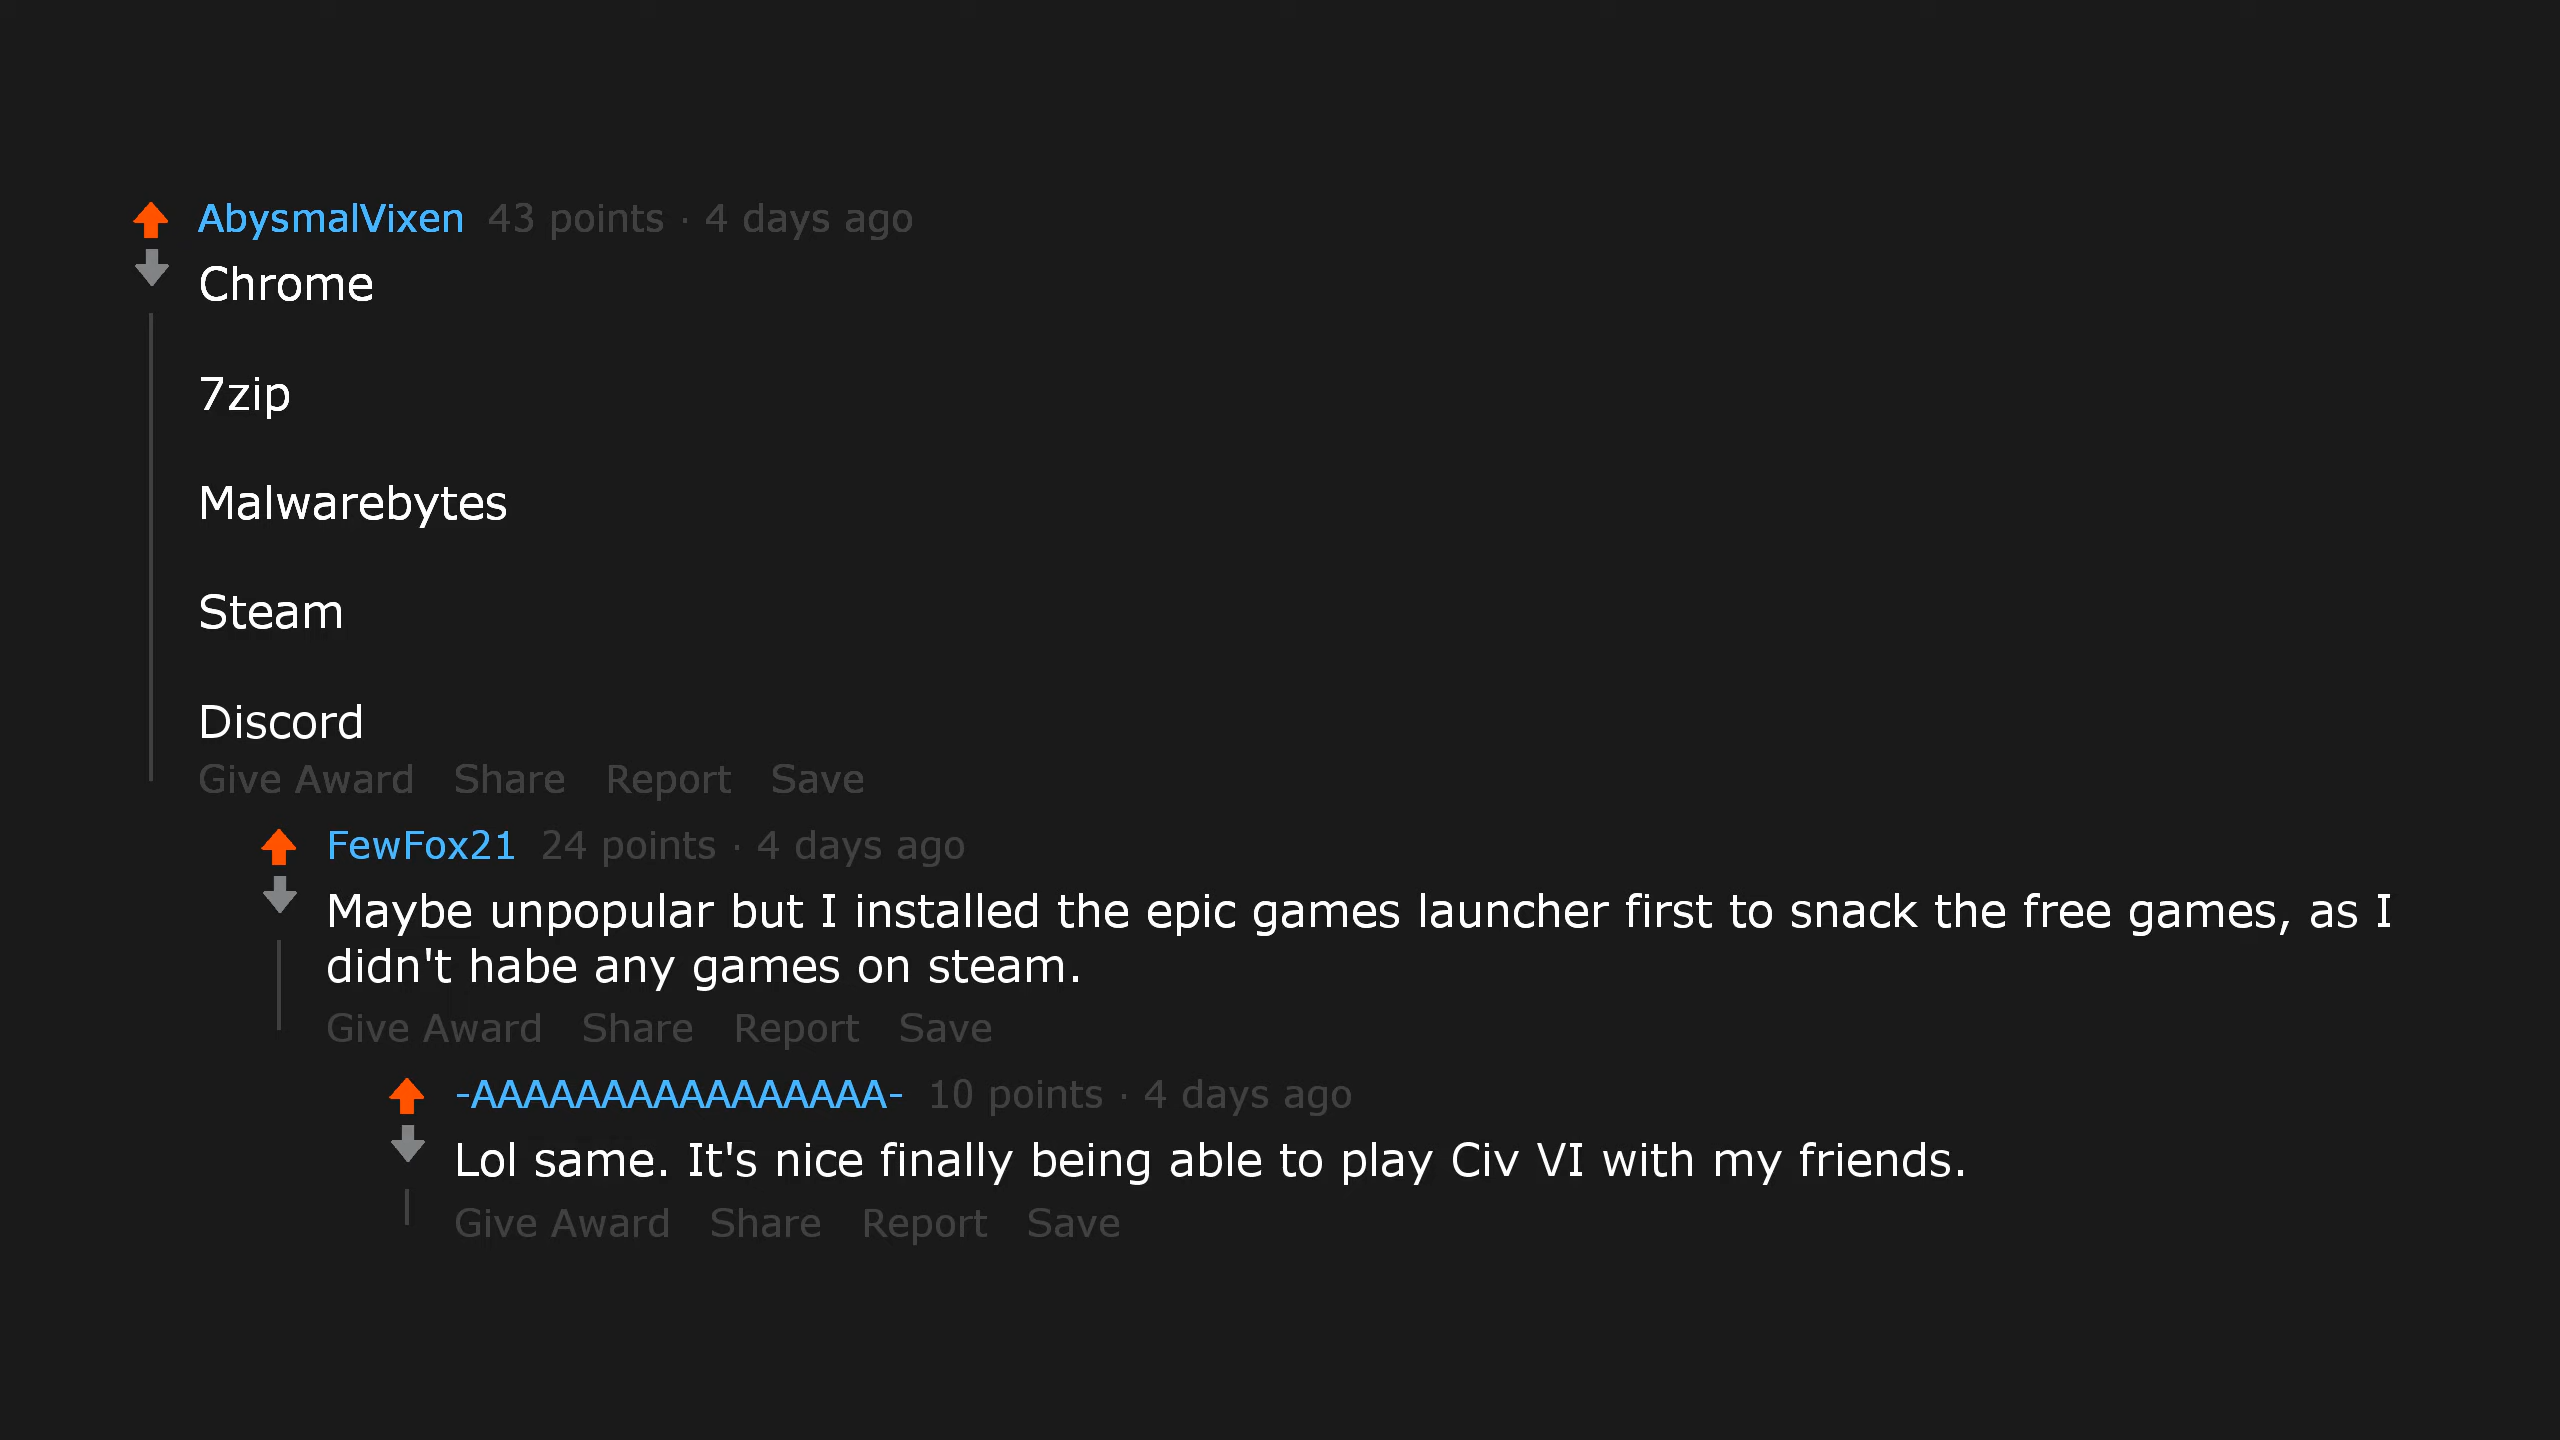 AbysmalVixen 43 points · 4 days ago
Chrome
7zip
Malwarebytes
Steam
Discord
Give Award Share Report Save
FewFox21 24 points · 4 days ago
Maybe unpopular but I installed the epic games launcher first to snack the free games, as I
didn't habe any games on steam.
Give Award Share Report Save
-AAAAAAAAAAAAAAAA- 10 points · 4 days ago
Lol same. It's nice finally being able to play Civ VI with my friends.
Give Award Share Report Save